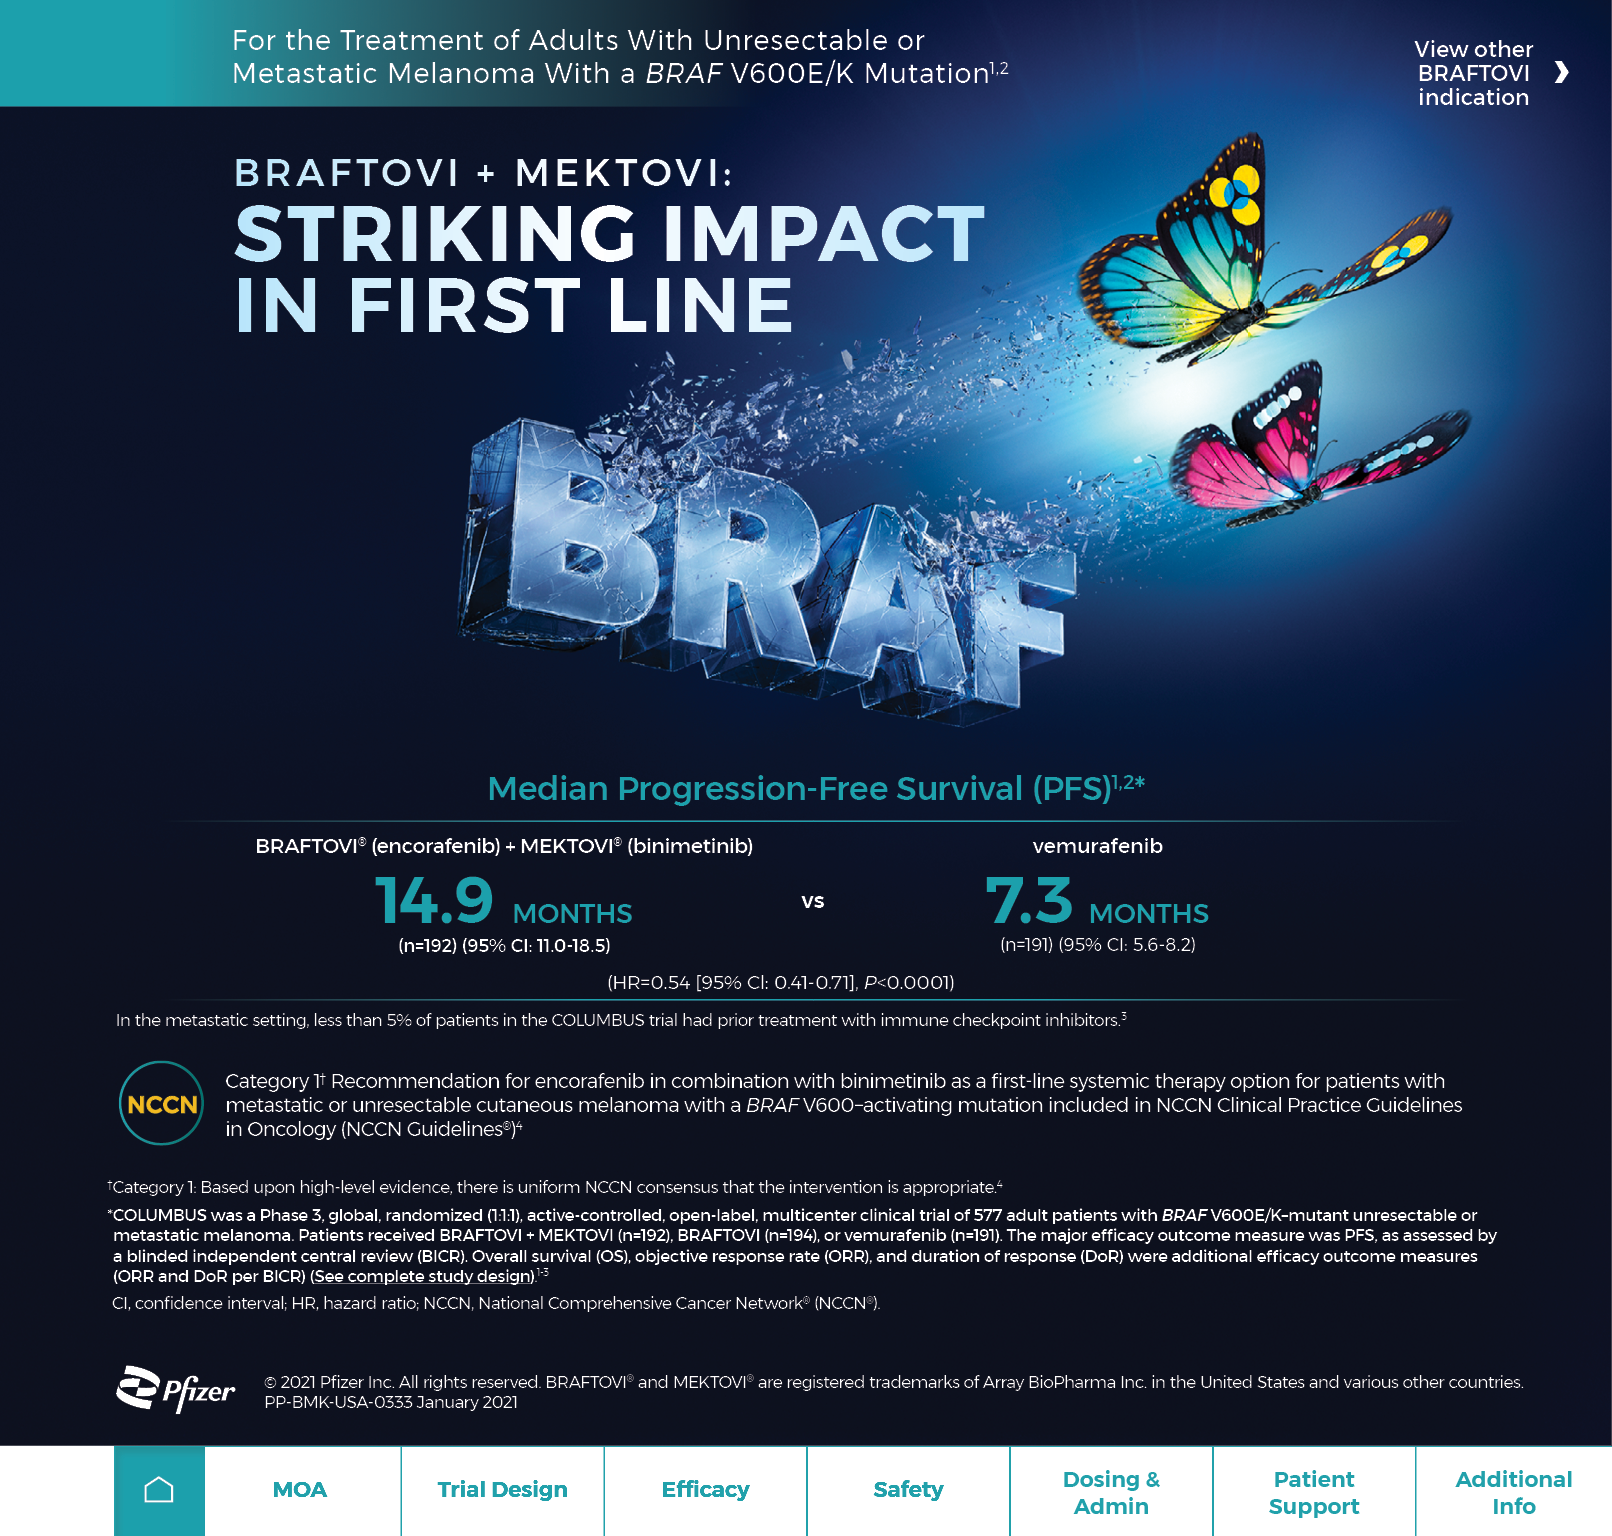 For the Treatment of Adults With Unresectable or
Metastatic Melanoma With a BRAF V600E/K Mutation1,2
View other
BRAFTOVI
indication
BRAFTOVI + MEKTOVI:
STRIKING IMPACT
IN FIRST LINE
BRAF
Median Progression-Free Survival (PFS)1,2*
BRAFTOVI® (encorafenib) + MEKTOVI® (binimetinib)
14.9 MONTHS
(n=192) (95% CI: 11.0-18.5)
vs
vemurafenib
7.3 MONTHS
(n=191) (95% CI: 5.6-8.2)
(HR=0.54 [95% CI: 0.41-0.71], P<0.0001)
In the metastatic setting, less than 5% of patients in the COLUMBUS trial had prior treatment with immune checkpoint inhibitors.3
NCCN
Category 1† Recommendation for encorafenib in combination with binimetinib as a first-line systemic therapy option for patients with
metastatic or unresectable cutaneous melanoma with a BRAF V600–activating mutation included in NCCN Clinical Practice Guidelines
in Oncology (NCCN Guidelines®)4
†Category 1: Based upon high-level evidence, there is uniform NCCN consensus that the intervention is appropriate.4
*COLUMBUS was a Phase 3, global, randomized (1:1:1), active-controlled, open-label, multicenter clinical trial of 577 adult patients with BRAF V600E/K–mutant unresectable or
metastatic melanoma. Patients received BRAFTOVI + MEKTOVI (n=192), BRAFTOVI (n=194), or vemurafenib (n=191). The major efficacy outcome measure was PFS, as assessed by
a blinded independent central review (BICR). Overall survival (OS), objective response rate (ORR), and duration of response (DoR) were additional efficacy outcome measures
(ORR and DoR per BICR) (See complete study design).1-3
CI, confidence interval; HR, hazard ratio; NCCN, National Comprehensive Cancer Network® (NCCN®).
Pfizer
© 2021 Pfizer Inc. All rights reserved. BRAFTOVI® and MEKTOVI® are registered trademarks of Array BioPharma Inc. in the United States and various other countries.
PP-BMK-USA-0333 January 2021
MOA
Trial Design
Efficacy
Safety
Dosing &
Admin
Patient
Support
Additional
Info